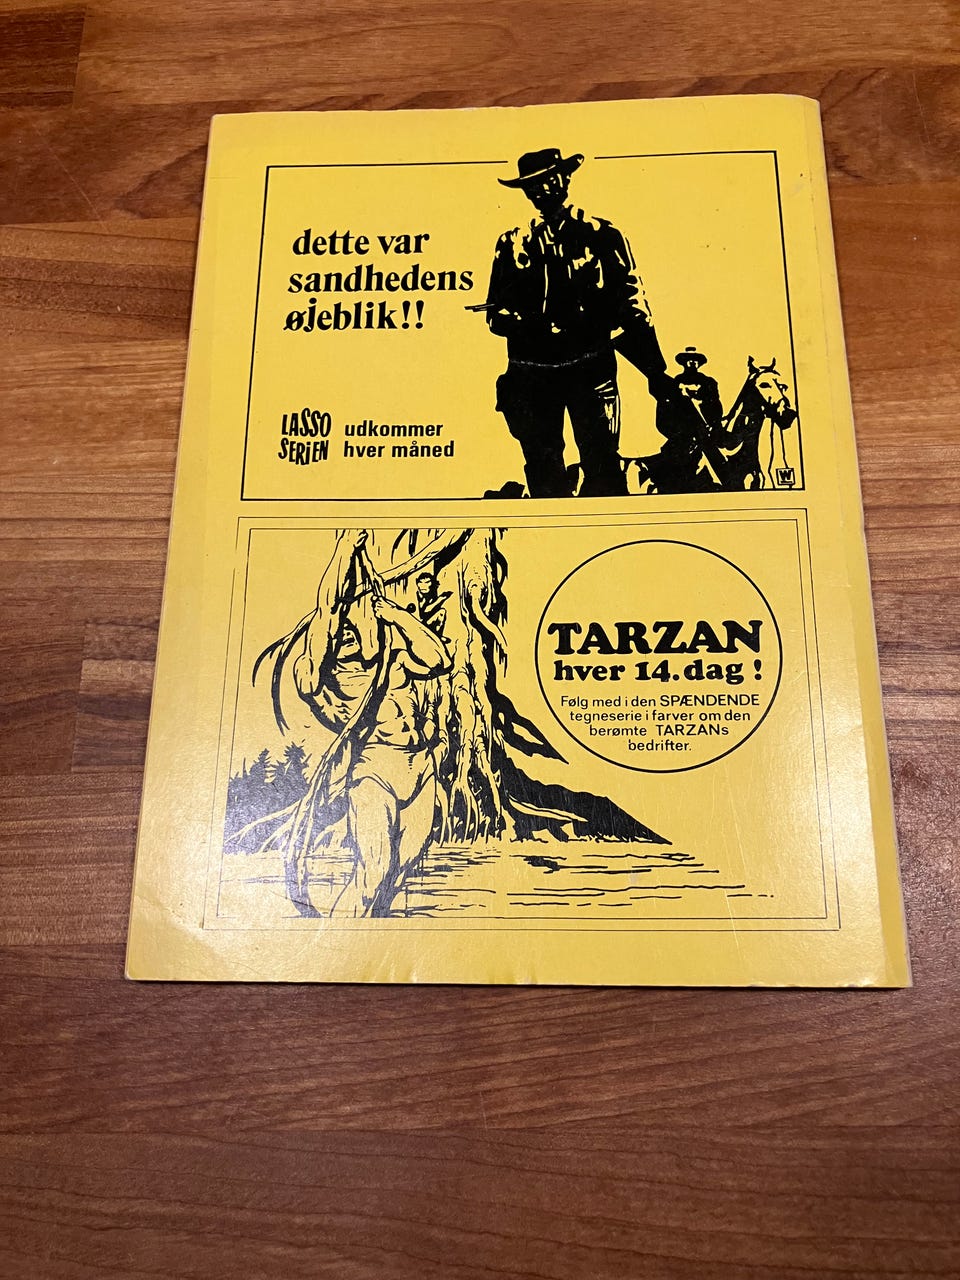 dette var
sandhedens
øjeblik!!
LASSO
SERiEN
udkommer
hver måned
W
TARZAN
hver 14. dag !
Følg med i den SPÆNDENDE
tegneserie i farver om den
berømte TARZANs
bedrifter.